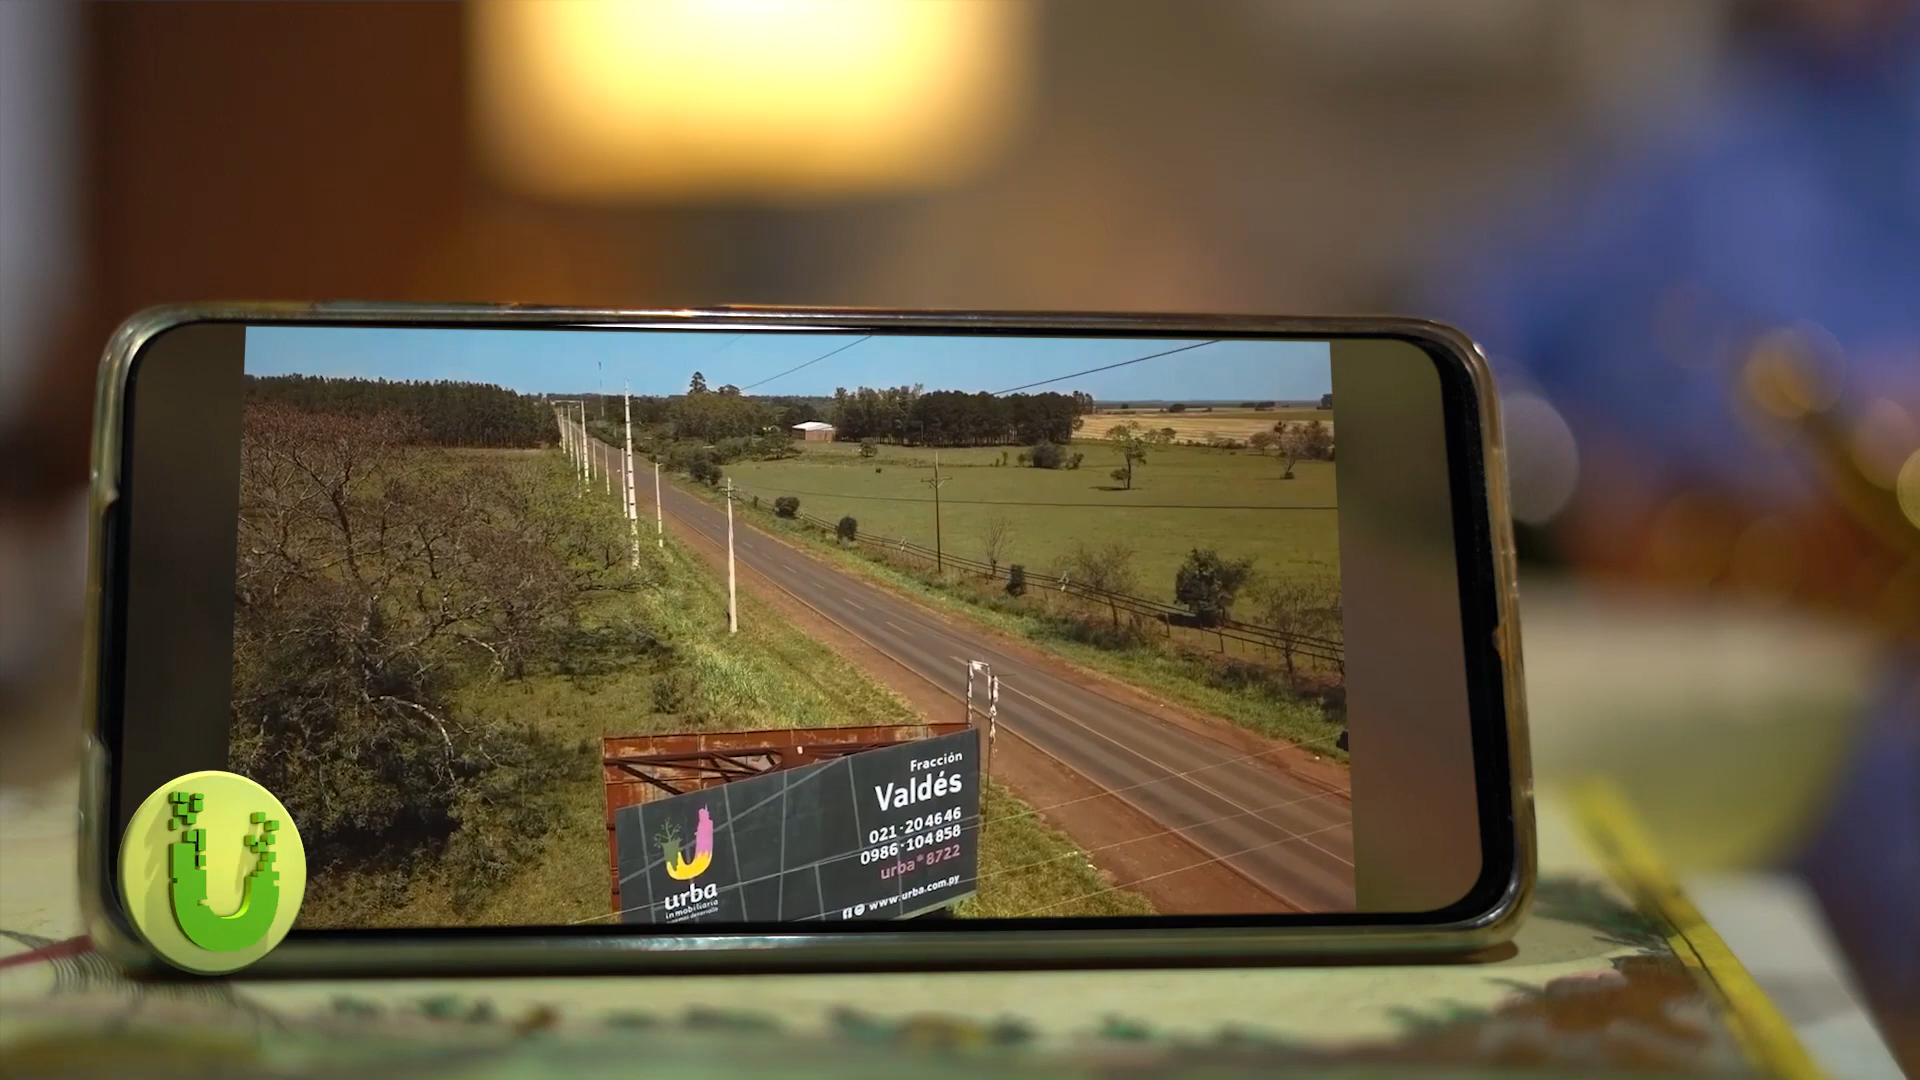 Fracción
Valdés
021-204646
0986-104858
urba*8722
www.urba.com.py
urba
inmobiliaria
U